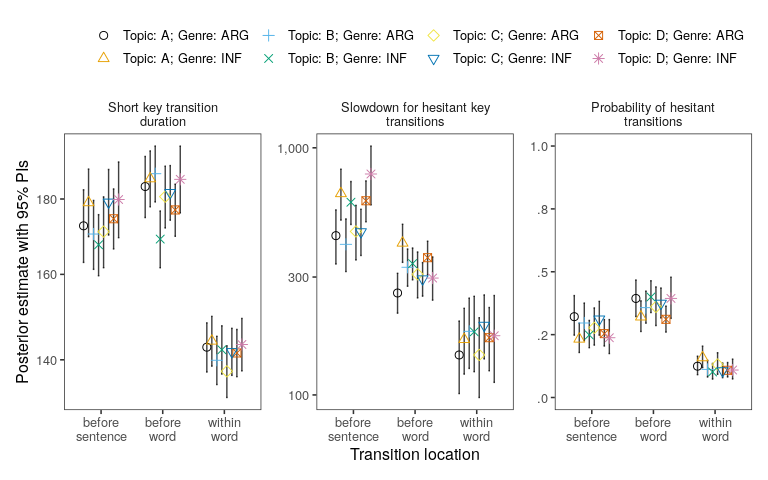 Topic: A; Genre: ARG Topic: B; Genre: ARG Topic: C; Genre: ARG Topic: D; Genre: ARG
Topic: A; Genre: INF Topic: B; Genre: INF Topic: C; Genre: INF Topic: D; Genre: INF
Short key transition
duration
Slowdown for hesitant key
transitions
Probability of hesitant
transitions
Posterior estimate with 95% PIs
180
160
140
1,000
300
100
1.0
.8
.5
.2
.0
before
sentence
before
word
within
word
before
sentence
before
word
within
word
before
sentence
before
word
within
word
Transition location